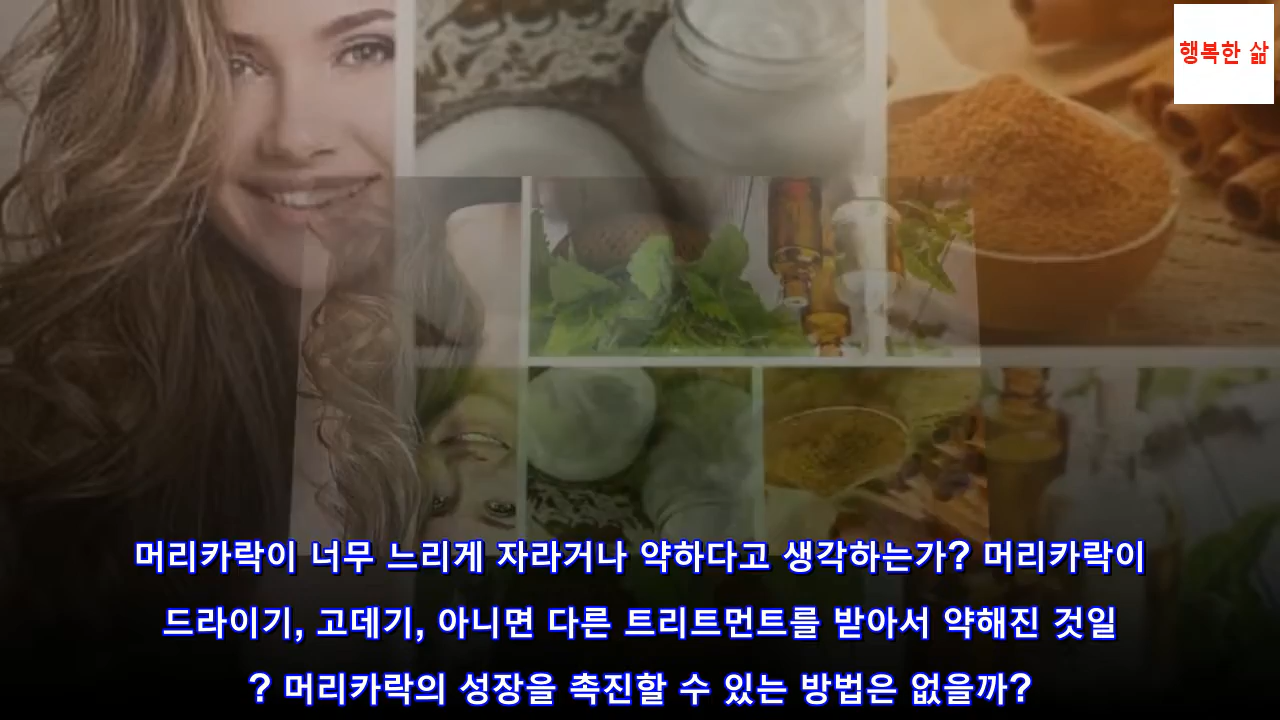 행복한 삶
머리카락이 너무 느리게 자라거나 약하다고 생각하는가? 머리카락이
드라이기, 고데기, 아니면 다른 트리트먼트를 받아서 약해진 것일
? 머리카락의 성장을 촉진할 수 있는 방법은 없을까?